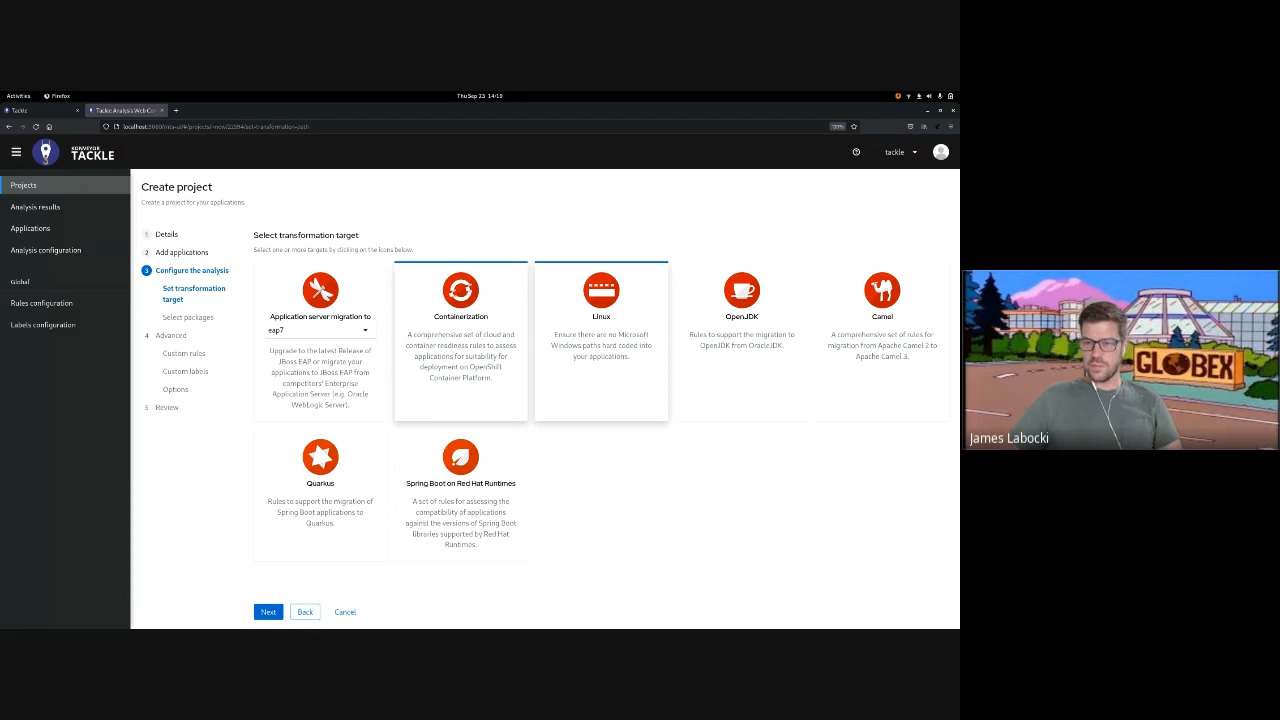 Activities
Firefox
Thu Sep 23 14:19
Tackle
Tackle Analysis Web Con
120%
KONVEYOR
TACKLE
tackle
Projects
Analysis results
Applications
Analysis configuration
Global
Rules configuration
Labels configuration
Create project
Create a project for your applications.
1 Details
2 Add applications
3 Configure the analysis
Set transformation
target
Select packages
4 Advanced
Custom rules
Custom labels
Options
5 Review
Select transformation target
Select one or more targets by clicking on the icons below.
Application server migration to
eap7
Upgrade to the latest Release of
JBoss EAP or migrate your
applications to JBoss EAP from
competitors' Enterprise
Application Server (e.g. Oracle
WebLogic Server).
Containerization
A comprehensive set of cloud and
container readiness rules to assess
applications for suitability for
deployment on OpenShift
Container Platform.
Linux
Ensure there are no Microsoft
Windows paths hard coded into
your applications.
OpenJDK
Rules to support the migration to
OpenJDK from OracleJDK.
Camel
A comprehensive set of rules for
migration from Apache Camel 2 to
Apache Camel 3.
Quarkus
Rules to support the migration of
Spring Boot applications to
Quarkus.
Spring Boot on Red Hat Runtimes
A set of rules for assessing the
compatibility of applications
against the versions of Spring Boot
libraries supported by Red Hat
Runtimes.
Next
Back
Cancel
GLOBEX
James Labocki